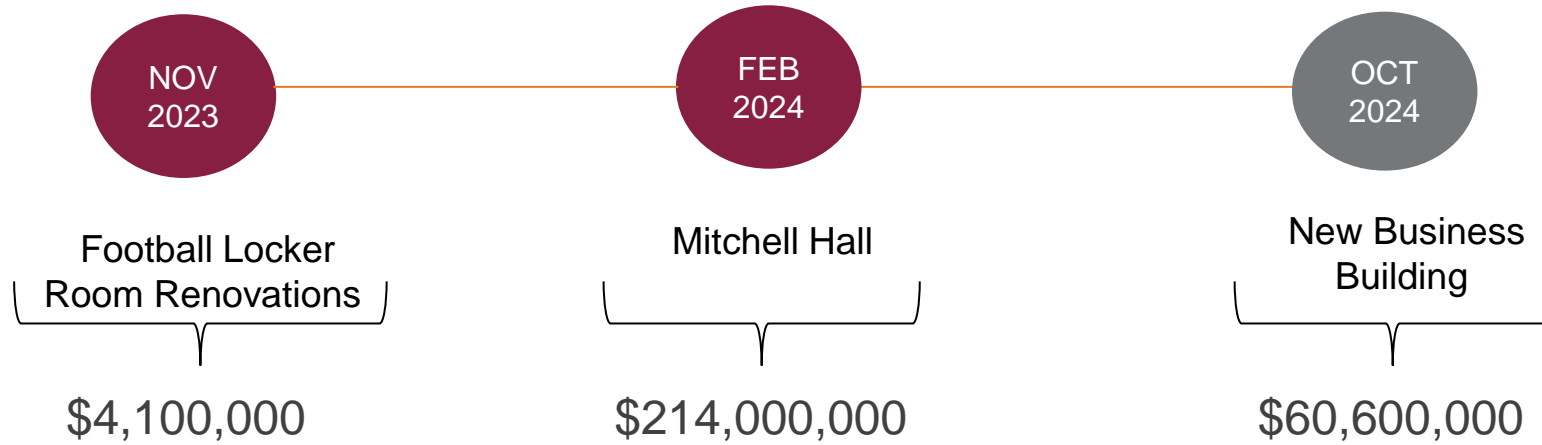 NOV
2023
FEB
2024
OCT
2024
Football Locker
Room Renovations
Mitchell Hall
New Business
Building
$4,100,000
$214,000,000
$60,600,000